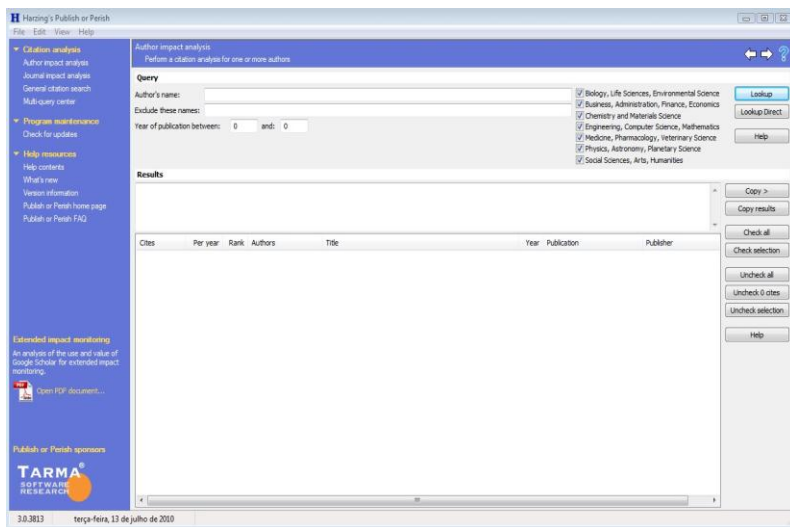 Harzing's Publish or Perish
File Edit View Help
Citation analysis
Author impact analysis
Journal impact analysis
General citation search
Multi-query center
Program maintenance
Check for updates
Help resources
Help contents
What's new
Version information
Publish or Perish home page
Publish or Perish FAQ
Extended impact monitoring
An analysis of the use and value of
Google Scholar for extended impact
monitoring.
PDF
Open PDF document...
Publish or Perish sponsors
TARMA®
SOFTWARE
RESEARCH
Author impact analysis
Perform a citation analysis for one or more authors
Query
Author's name:
Exclude these names:
Year of publication between: 0 and: 0
Biology, Life Sciences, Environmental Science
Business, Administration, Finance, Economics
Chemistry and Materials Science
Engineering, Computer Science, Mathematics
Medicine, Pharmacology, Veterinary Science
Physics, Astronomy, Planetary Science
Social Sciences, Arts, Humanities
Lookup
Lookup Direct
Help
Results
Copy >
Copy results
Check all
Check selection
Uncheck all
Uncheck 0 cites
Uncheck selection
Help
Cites Per year Rank Authors Title Year Publication Publisher
3.0.3813 terça-feira, 13 de julho de 2010